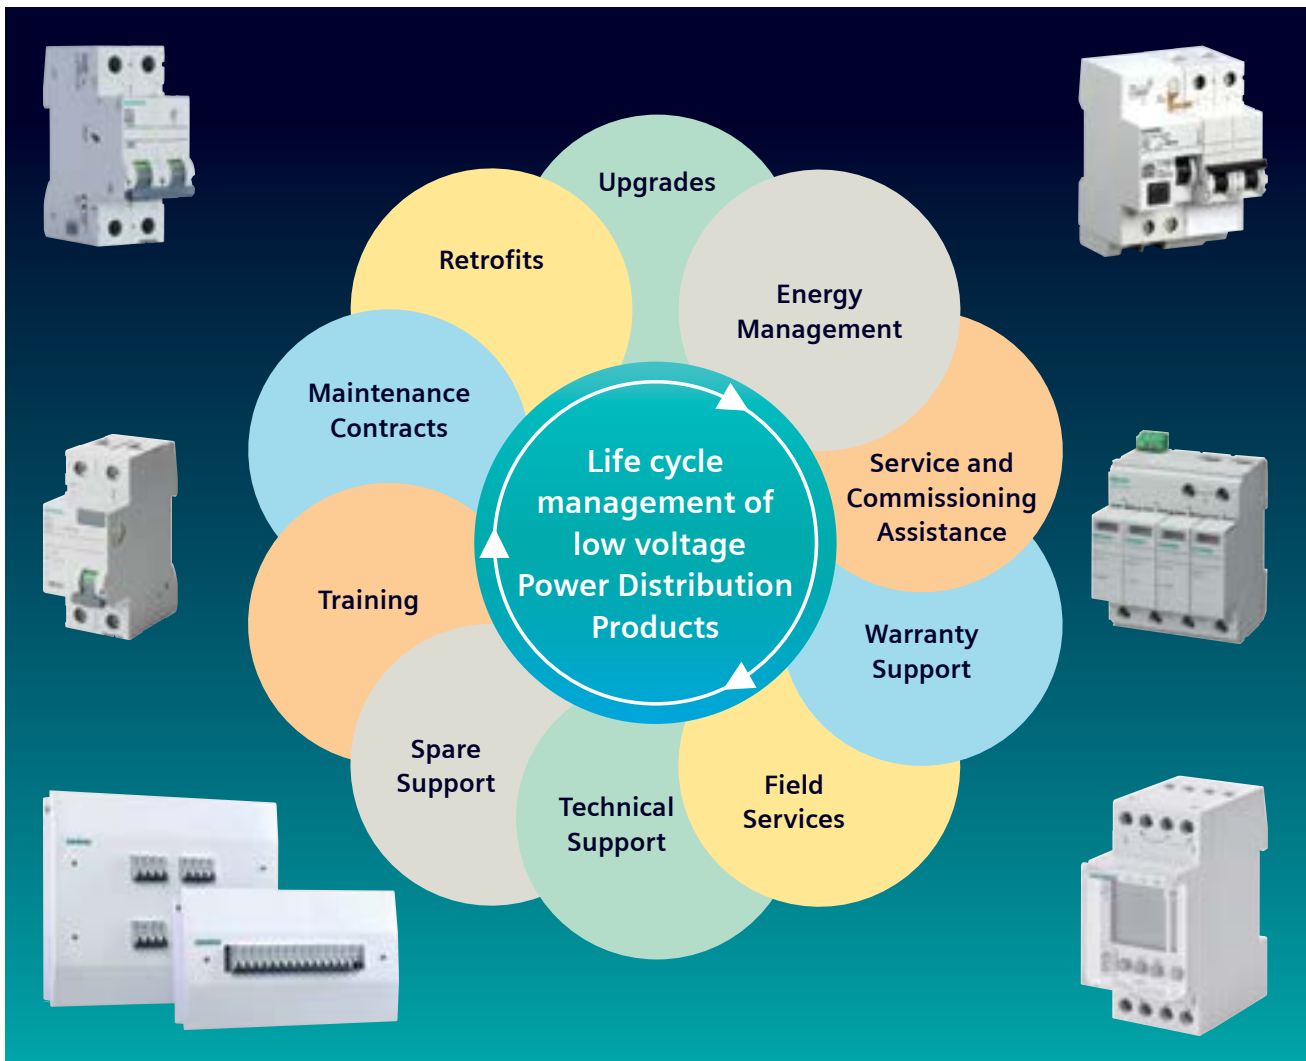 Upgrades
Retrofits
Energy
Management
Maintenance
Contracts
Life cycle
management of
low voltage
Power Distribution
Products
Service and
Commissioning
Assistance
Training
Warranty
Support
Spare
Support
Technical
Support
Field
Services